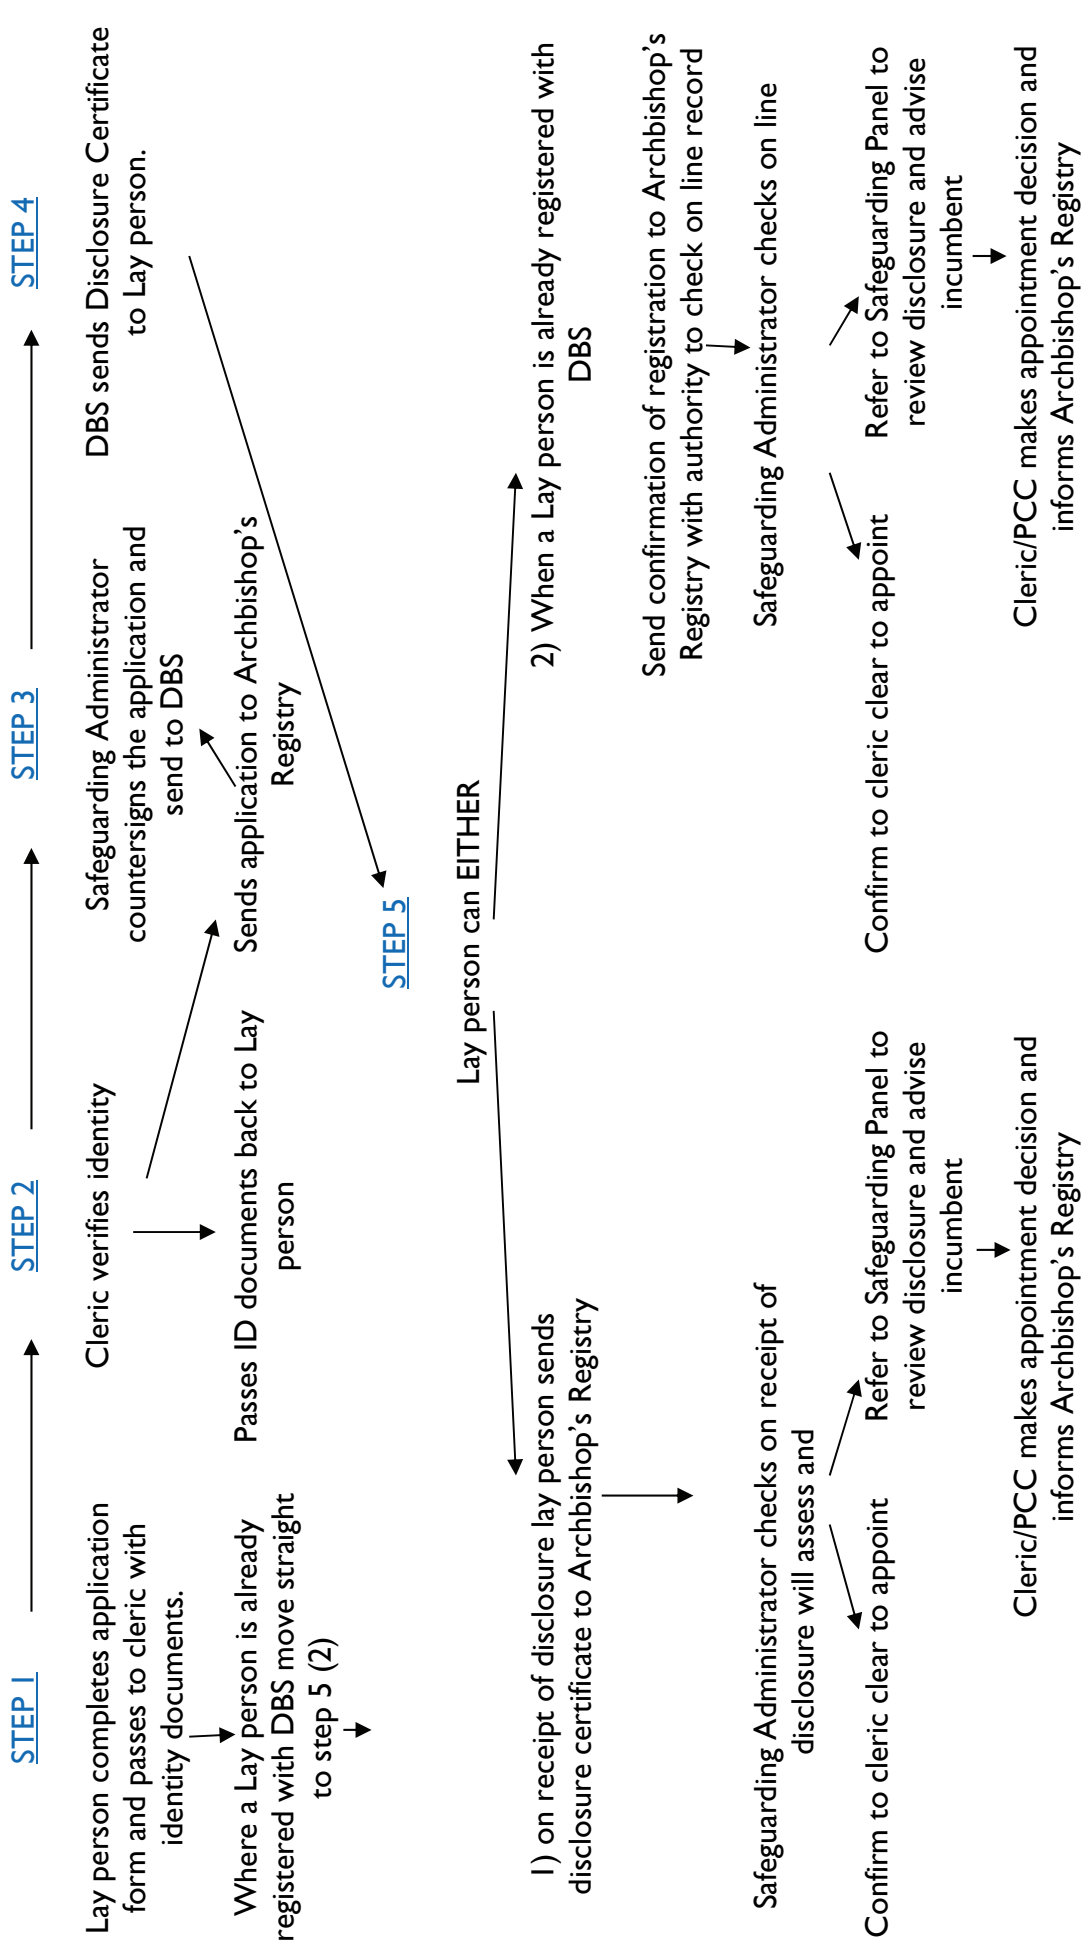 STEP 1
STEP 2
STEP 3
STEP 4
Lay person completes application
form and passes to cleric with
identity documents.
Where a Lay person is already
registered with DBS move straight
to step 5 (2)
Cleric verifies identity
Passes ID documents back to Lay
person
Safeguarding Administrator
countersigns the application and
send to DBS
Sends application to Archbishop's
Registry
DBS sends Disclosure Certificate
to Lay person.
STEP 5
Lay person can EITHER
1) on receipt of disclosure lay person sends
disclosure certificate to Archbishop's Registry
Safeguarding Administrator checks on receipt of
disclosure will assess and
Confirm to cleric clear to appoint
Refer to Safeguarding Panel to
review disclosure and advise
incumbent
Cleric/PCC makes appointment decision and
informs Archbishop's Registry
2) When a Lay person is already registered with
DBS
Send confirmation of registration to Archbishop's
Registry with authority to check on line record
Safeguarding Administrator checks on line
Confirm to cleric clear to appoint
Refer to Safeguarding Panel to
review disclosure and advise
incumbent
Cleric/PCC makes appointment decision and
informs Archbishop's Registry